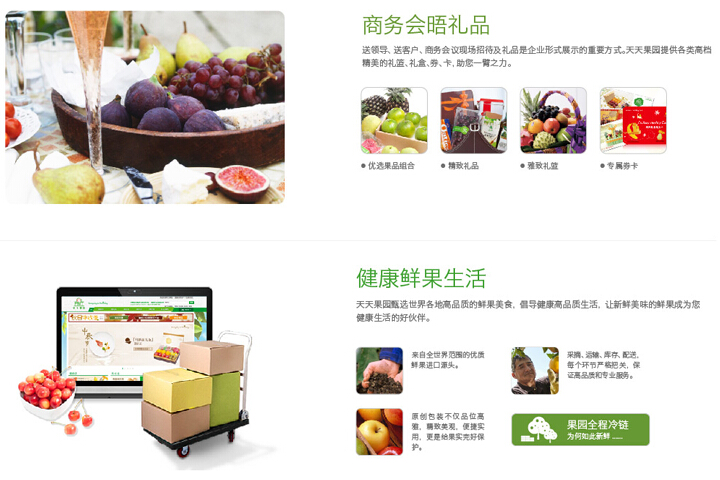 商务会晤礼品
送领导、送客户、商务会议现场招待及礼品是企业形式展示的重要方式。天天果园提供各类高档
精美的礼篮、礼盒、券、卡，助您一臂之力。
● 优选果品组合
● 精致礼品
● 雅致礼篮
● 专属券卡
健康鲜果生活
天天果园甄选世界各地高品质的鲜果美食，倡导健康高品质生活，让新鲜美味的鲜果成为您
健康生活的好伙伴。
来自全世界范围的优质
鲜果进口源头。
采摘、运输、库存、配送，
每个环节严格把关，保
证高品质和专业服务。
原创包装不仅品位高
雅，精致美观，便捷实
用，更是给果实完好保
护。
果园全程冷链
为何如此新鲜 ......